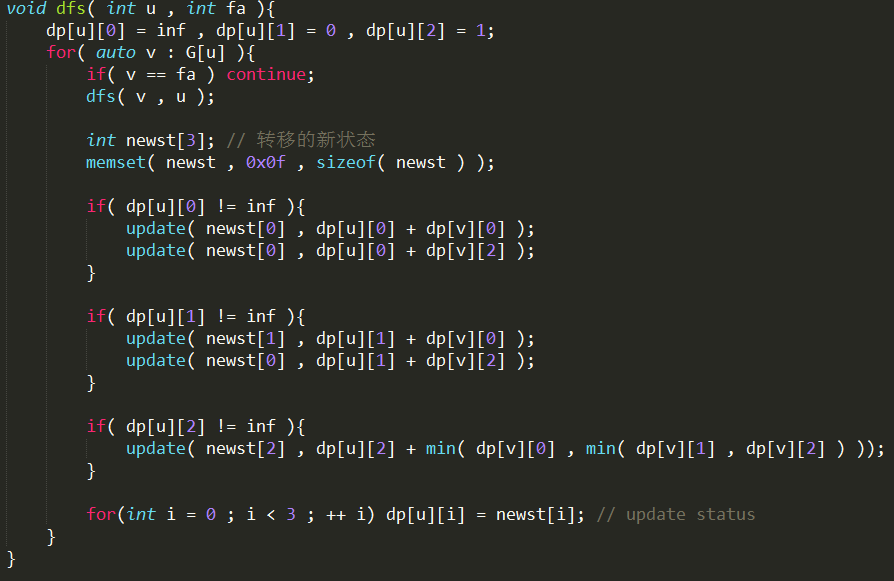 void dfs( int u , int fa ){
    dp[u][0] = inf , dp[u][1] = 0 , dp[u][2] = 1;
    for( auto v : G[u] ){
        if( v == fa ) continue;
        dfs( v , u );
        int newst[3]; // 转移的新状态
        memset( newst , 0x0f , sizeof( newst ) );
        if( dp[u][0] != inf ){
            update( newst[0] , dp[u][0] + dp[v][0] );
            update( newst[0] , dp[u][0] + dp[v][2] );
        }
        if( dp[u][1] != inf ){
            update( newst[1] , dp[u][1] + dp[v][0] );
            update( newst[0] , dp[u][1] + dp[v][2] );
        }
        if( dp[u][2] != inf ){
            update( newst[2] , dp[u][2] + min( dp[v][0] , min( dp[v][1] , dp[v][2] ) ));
        }
        for(int i = 0 ; i < 3 ; ++ i) dp[u][i] = newst[i]; // update status
    }
}